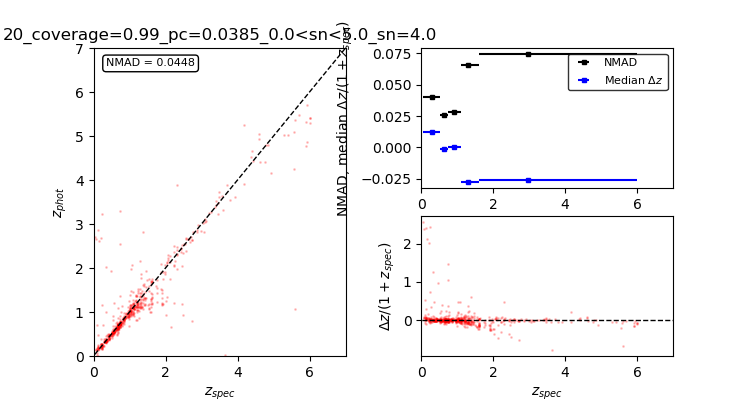 20_coverage=0.99_pc=0.0385_0.0<sn<5.0_sn=4.0
NMAD = 0.0448
z_phot
7
6
5
4
3
2
1
0
0 2 4 6
z_spec
NMAD, median Δz/(1 + z_spec)
0.075
0.050
0.025
0.000
−0.025
NMAD
Median Δz
0 2 4 6
Δz/(1 + z_spec)
2
1
0
0 2 4 6
z_spec